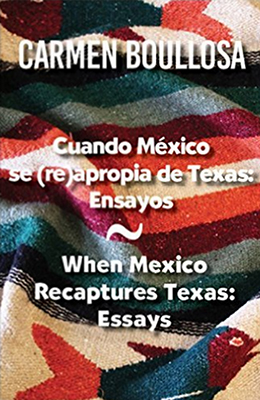 CARMEN BOULLOSA
Cuando México
se (re)apropia de Texas:
Ensayos
~
When Mexico
Recaptures Texas:
Essays